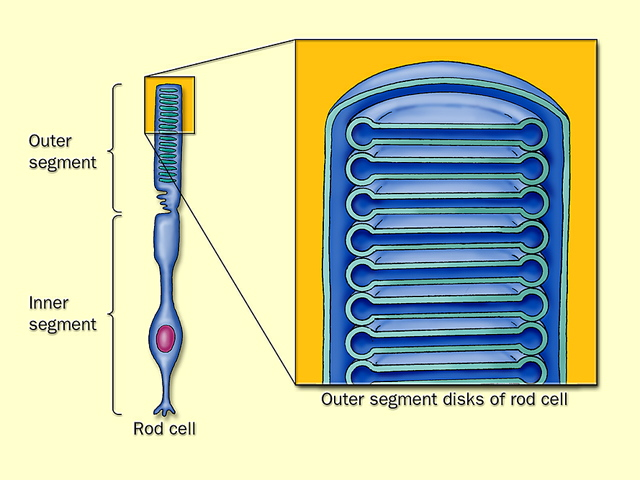 Outer
segment
Inner
segment
Rod cell
Outer segment disks of rod cell